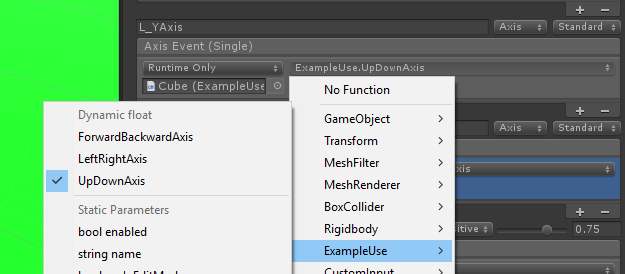 L_YAxis
Axis
Standard
Axis Event (Single)
Runtime Only
ExampleUse.UpDownAxis
Cube (ExampleUse
No Function
Axis
Standard
GameObject
Transform
MeshFilter
MeshRenderer
BoxCollider
Rigidbody
ExampleUse
CustomInput
Dynamic float
ForwardBackwardAxis
LeftRightAxis
UpDownAxis
Static Parameters
bool enabled
string name
xis
sitive
0.75